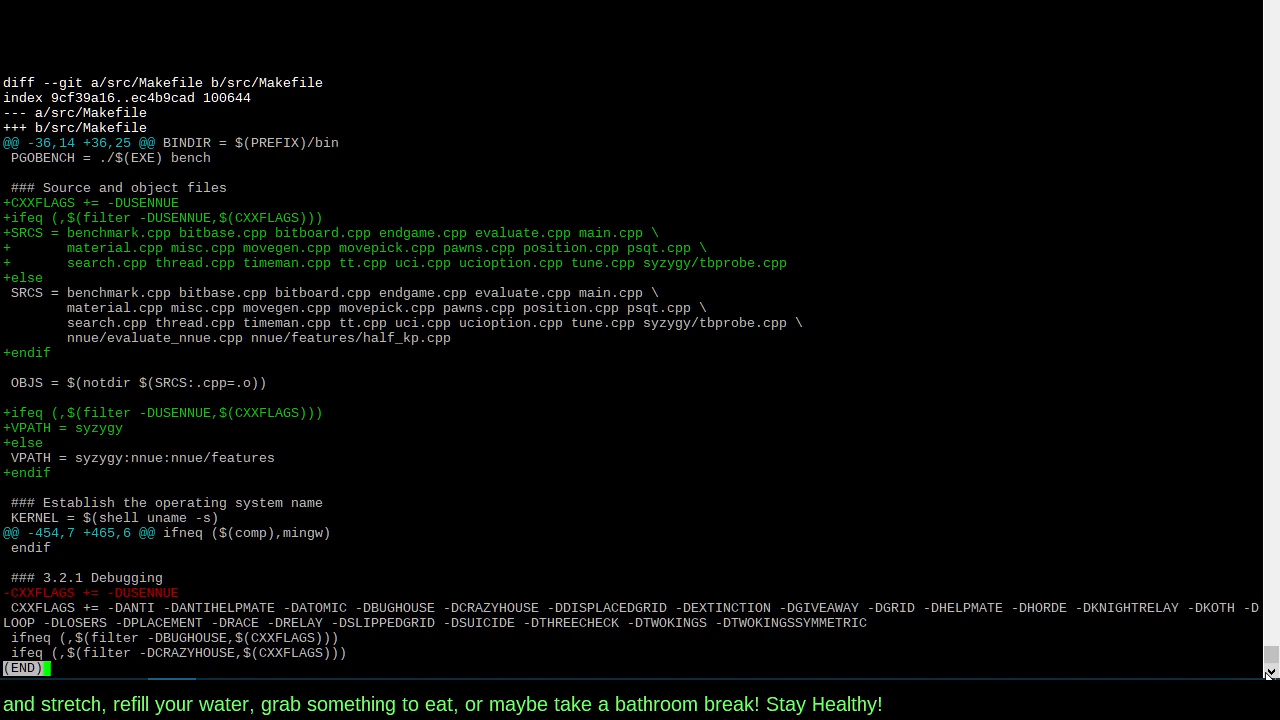 diff --git a/src/Makefile b/src/Makefile
index 9cf39a16..ec4b9cad 100644
--- a/src/Makefile
+++ b/src/Makefile
@@ -36,14 +36,25 @@ BINDIR = $(PREFIX)/bin
 PGOBENCH = ./$(EXE) bench
 ### Source and object files
+CXXFLAGS += -DUSENNUE
+ifeq (,$(filter -DUSENNUE,$(CXXFLAGS)))
+SRCS = benchmark.cpp bitbase.cpp bitboard.cpp endgame.cpp evaluate.cpp main.cpp \
+       material.cpp misc.cpp movegen.cpp movepick.cpp pawns.cpp position.cpp psqt.cpp \
+       search.cpp thread.cpp timeman.cpp tt.cpp uci.cpp ucioption.cpp tune.cpp syzygy/tbprobe.cpp
+else
 SRCS = benchmark.cpp bitbase.cpp bitboard.cpp endgame.cpp evaluate.cpp main.cpp \
        material.cpp misc.cpp movegen.cpp movepick.cpp pawns.cpp position.cpp psqt.cpp \
        search.cpp thread.cpp timeman.cpp tt.cpp uci.cpp ucioption.cpp tune.cpp syzygy/tbprobe.cpp \
        nnue/evaluate_nnue.cpp nnue/features/half_kp.cpp
+endif
 OBJS = $(notdir $(SRCS:.cpp=.o))
+ifeq (,$(filter -DUSENNUE,$(CXXFLAGS)))
+VPATH = syzygy
+else
 VPATH = syzygy:nnue:nnue/features
+endif
 ### Establish the operating system name
 KERNEL = $(shell uname -s)
@@ -454,7 +465,6 @@ ifneq ($(comp),mingw)
 endif
 ### 3.2.1 Debugging
-CXXFLAGS += -DUSENNUE
 CXXFLAGS += -DANTI -DANTIHELPMATE -DATOMIC -DBUGHOUSE -DCRAZYHOUSE -DDISPLACEDGRID -DEXTINCTION -DGIVEAWAY -DGRID -DHELPMATE -DHORDE -DKNIGHTRELAY -DKOTH -D
LOOP -DLOSERS -DPLACEMENT -DRACE -DRELAY -DSLIPPEDGRID -DSUICIDE -DTHREECHECK -DTWOKINGS -DTWOKINGSSYMMETRIC
 ifneq (,$(filter -DBUGHOUSE,$(CXXFLAGS)))
 ifeq (,$(filter -DCRAZYHOUSE,$(CXXFLAGS)))
(END)
and stretch, refill your water, grab something to eat, or maybe take a bathroom break! Stay Healthy!